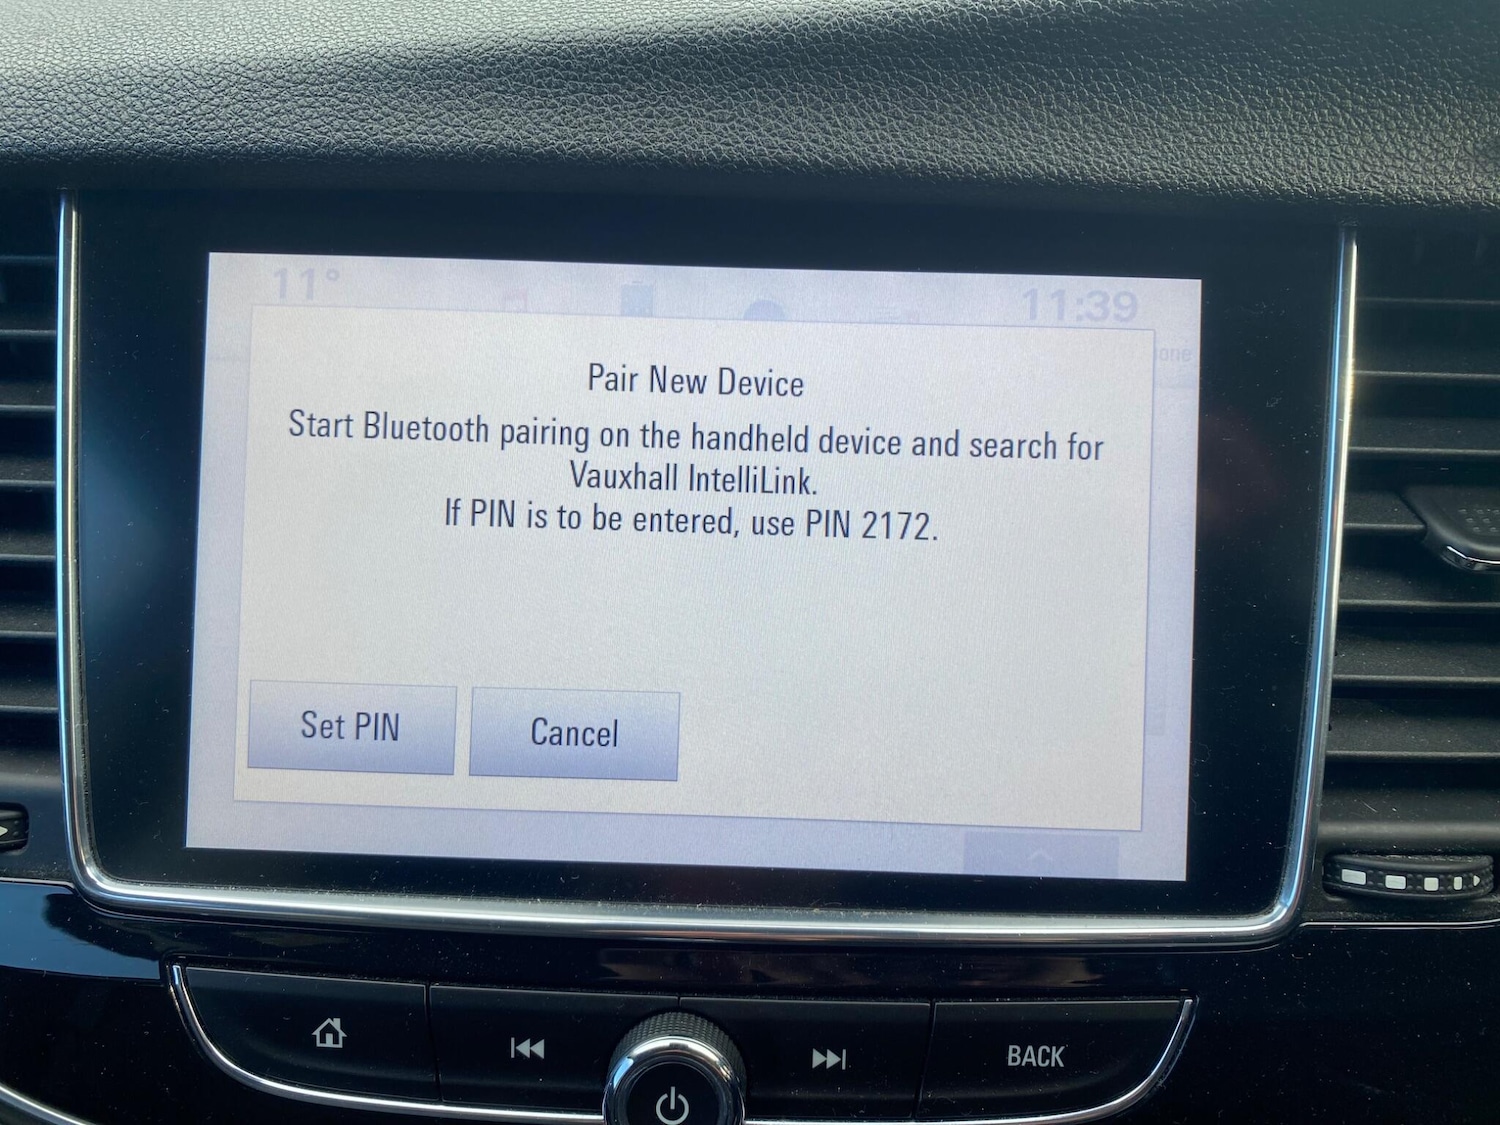 11°
11:39
one
Pair New Device
Start Bluetooth pairing on the handheld device and search for
Vauxhall IntelliLink.
If PIN is to be entered, use PIN 2172.
Set PIN
Cancel
BACK